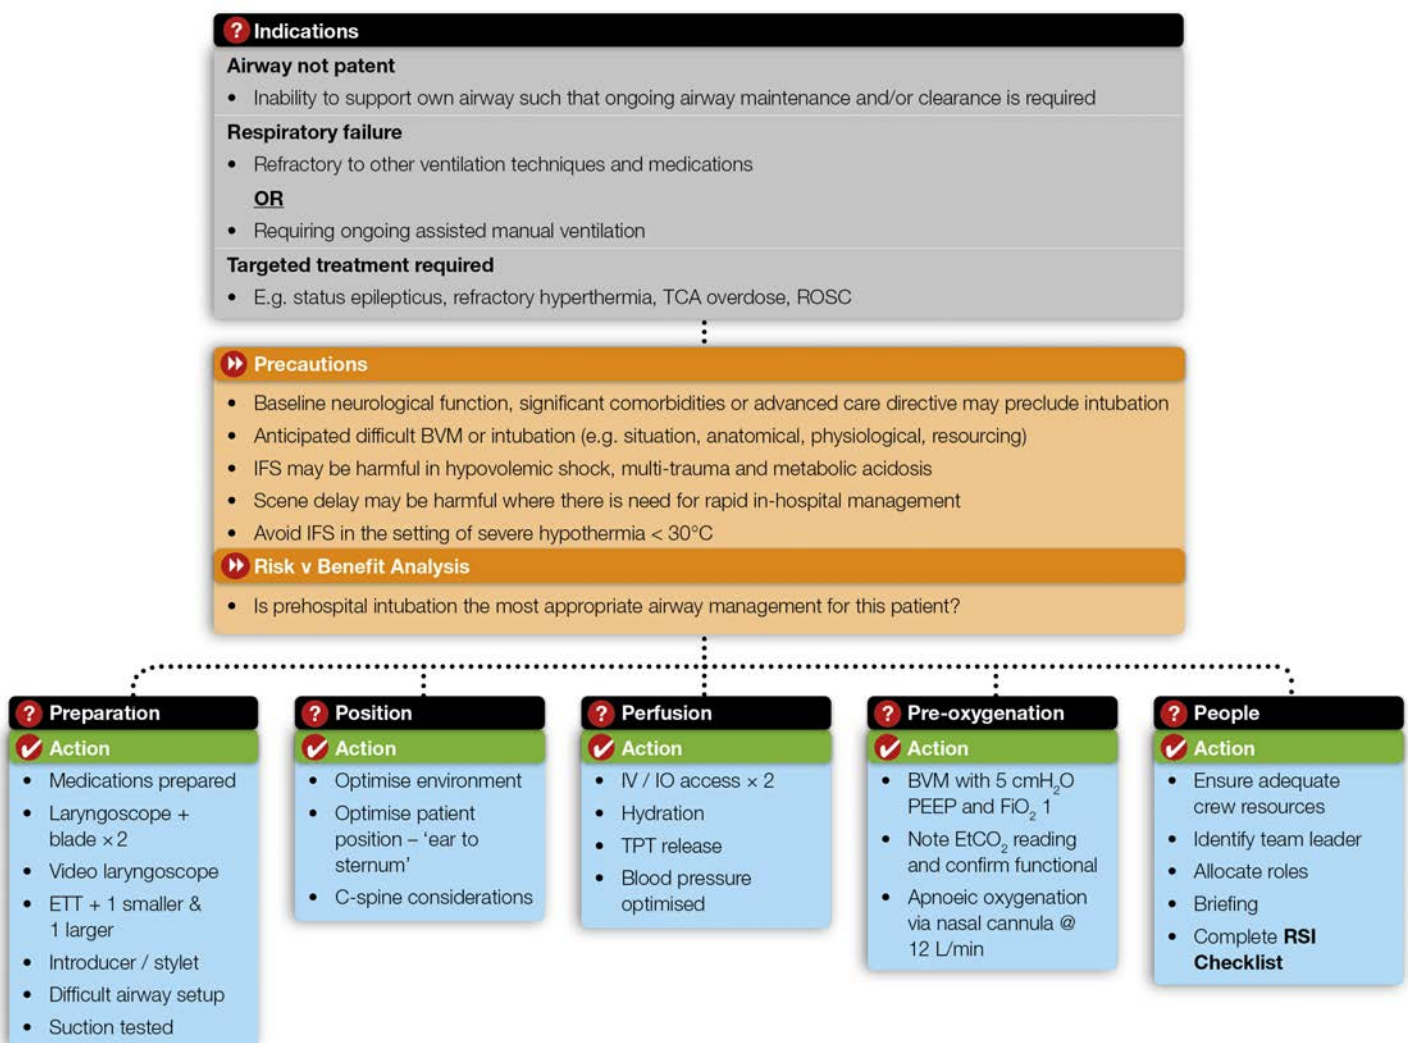 Indications
Airway not patent
• Inability to support own airway such that ongoing airway maintenance and/or clearance is required
Respiratory failure
• Refractory to other ventilation techniques and medications
OR
• Requiring ongoing assisted manual ventilation
Targeted treatment required
• E.g. status epilepticus, refractory hyperthermia, TCA overdose, ROSC
Precautions
• Baseline neurological function, significant comorbidities or advanced care directive may preclude intubation
• Anticipated difficult BVM or intubation (e.g. situation, anatomical, physiological, resourcing)
• IFS may be harmful in hypovolemic shock, multi-trauma and metabolic acidosis
• Scene delay may be harmful where there is need for rapid in-hospital management
• Avoid IFS in the setting of severe hypothermia < 30°C
Risk v Benefit Analysis
• Is prehospital intubation the most appropriate airway management for this patient?
? Preparation
Action
• Medications prepared
• Laryngoscope +
blade × 2
• Video laryngoscope
• ETT + 1 smaller &
1 larger
• Introducer / stylet
• Difficult airway setup
• Suction tested
? Position
Action
• Optimise environment
• Optimise patient
position – ‘ear to
sternum’
• C-spine considerations
? Perfusion
Action
• IV / IO access × 2
• Hydration
• TPT release
• Blood pressure
optimised
? Pre-oxygenation
Action
• BVM with 5 cmH₂O
PEEP and FiO₂ 1
• Note EtCO₂ reading
and confirm functional
• Apnoeic oxygenation
via nasal cannula @
12 L/min
? People
Action
• Ensure adequate
crew resources
• Identify team leader
• Allocate roles
• Briefing
• Complete RSI
Checklist